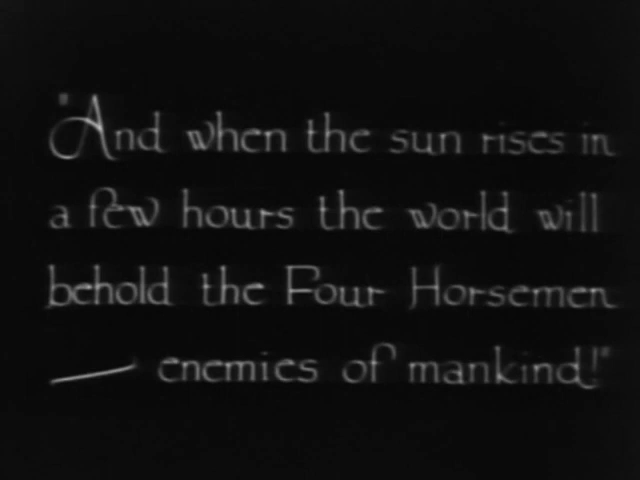 "And when the sun rises in
a few hours the world will
behold the Four Horsemen
— enemies of mankind!"